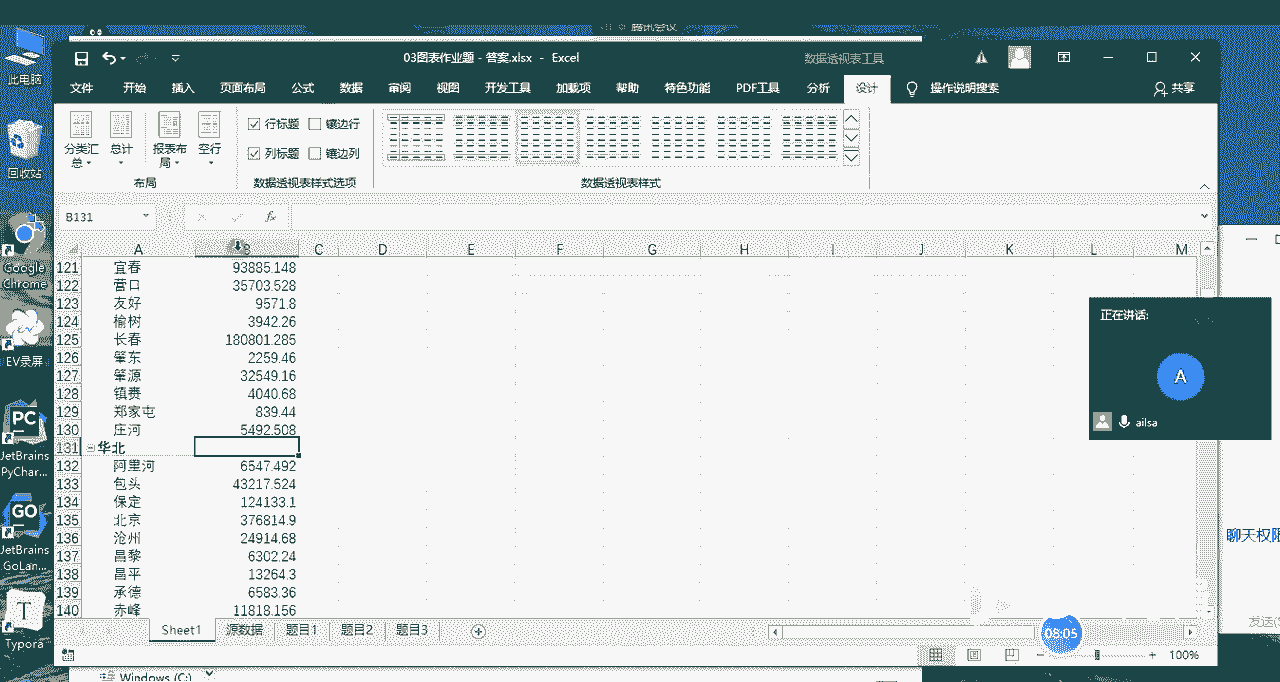 腾讯会议
此电脑
回收站
Google
Chrome
EV录屏
JetBrains
PyChar...
JetBrains
GoLan...
Typora
03图表作业题 - 答案.xlsx - Excel
数据透视表工具
文件 开始 插入 页面布局 公式 数据 审阅 视图 开发工具 加载项 帮助 特色功能 PDF工具 分析 设计 操作说明搜索 共享
分类汇总 总计 报表布局 空行
行标题 镶边行
列标题 镶边列
布局 数据透视表样式选项 数据透视表样式
B131 fx
A B C D E F G H I J K L M
121 宜春 93885.148
122 营口 35703.528
123 友好 9571.8
124 榆树 3942.26
125 长春 180801.285
126 肇东 2259.46
127 肇源 32549.16
128 镇赉 4040.68
129 郑家屯 839.44
130 庄河 5492.508
131 华北
132 阿里河 6547.492
133 包头 43217.524
134 保定 124133.1
135 北京 376814.9
136 沧州 24914.68
137 昌黎 6302.24
138 昌平 13264.3
139 承德 6583.36
140 赤峰 11818.156
Sheet1 源数据 题目1 题目2 题目3
100%
08:05
正在讲话:
A
ailsa
聊天权限
发送(S
Windows (C:)